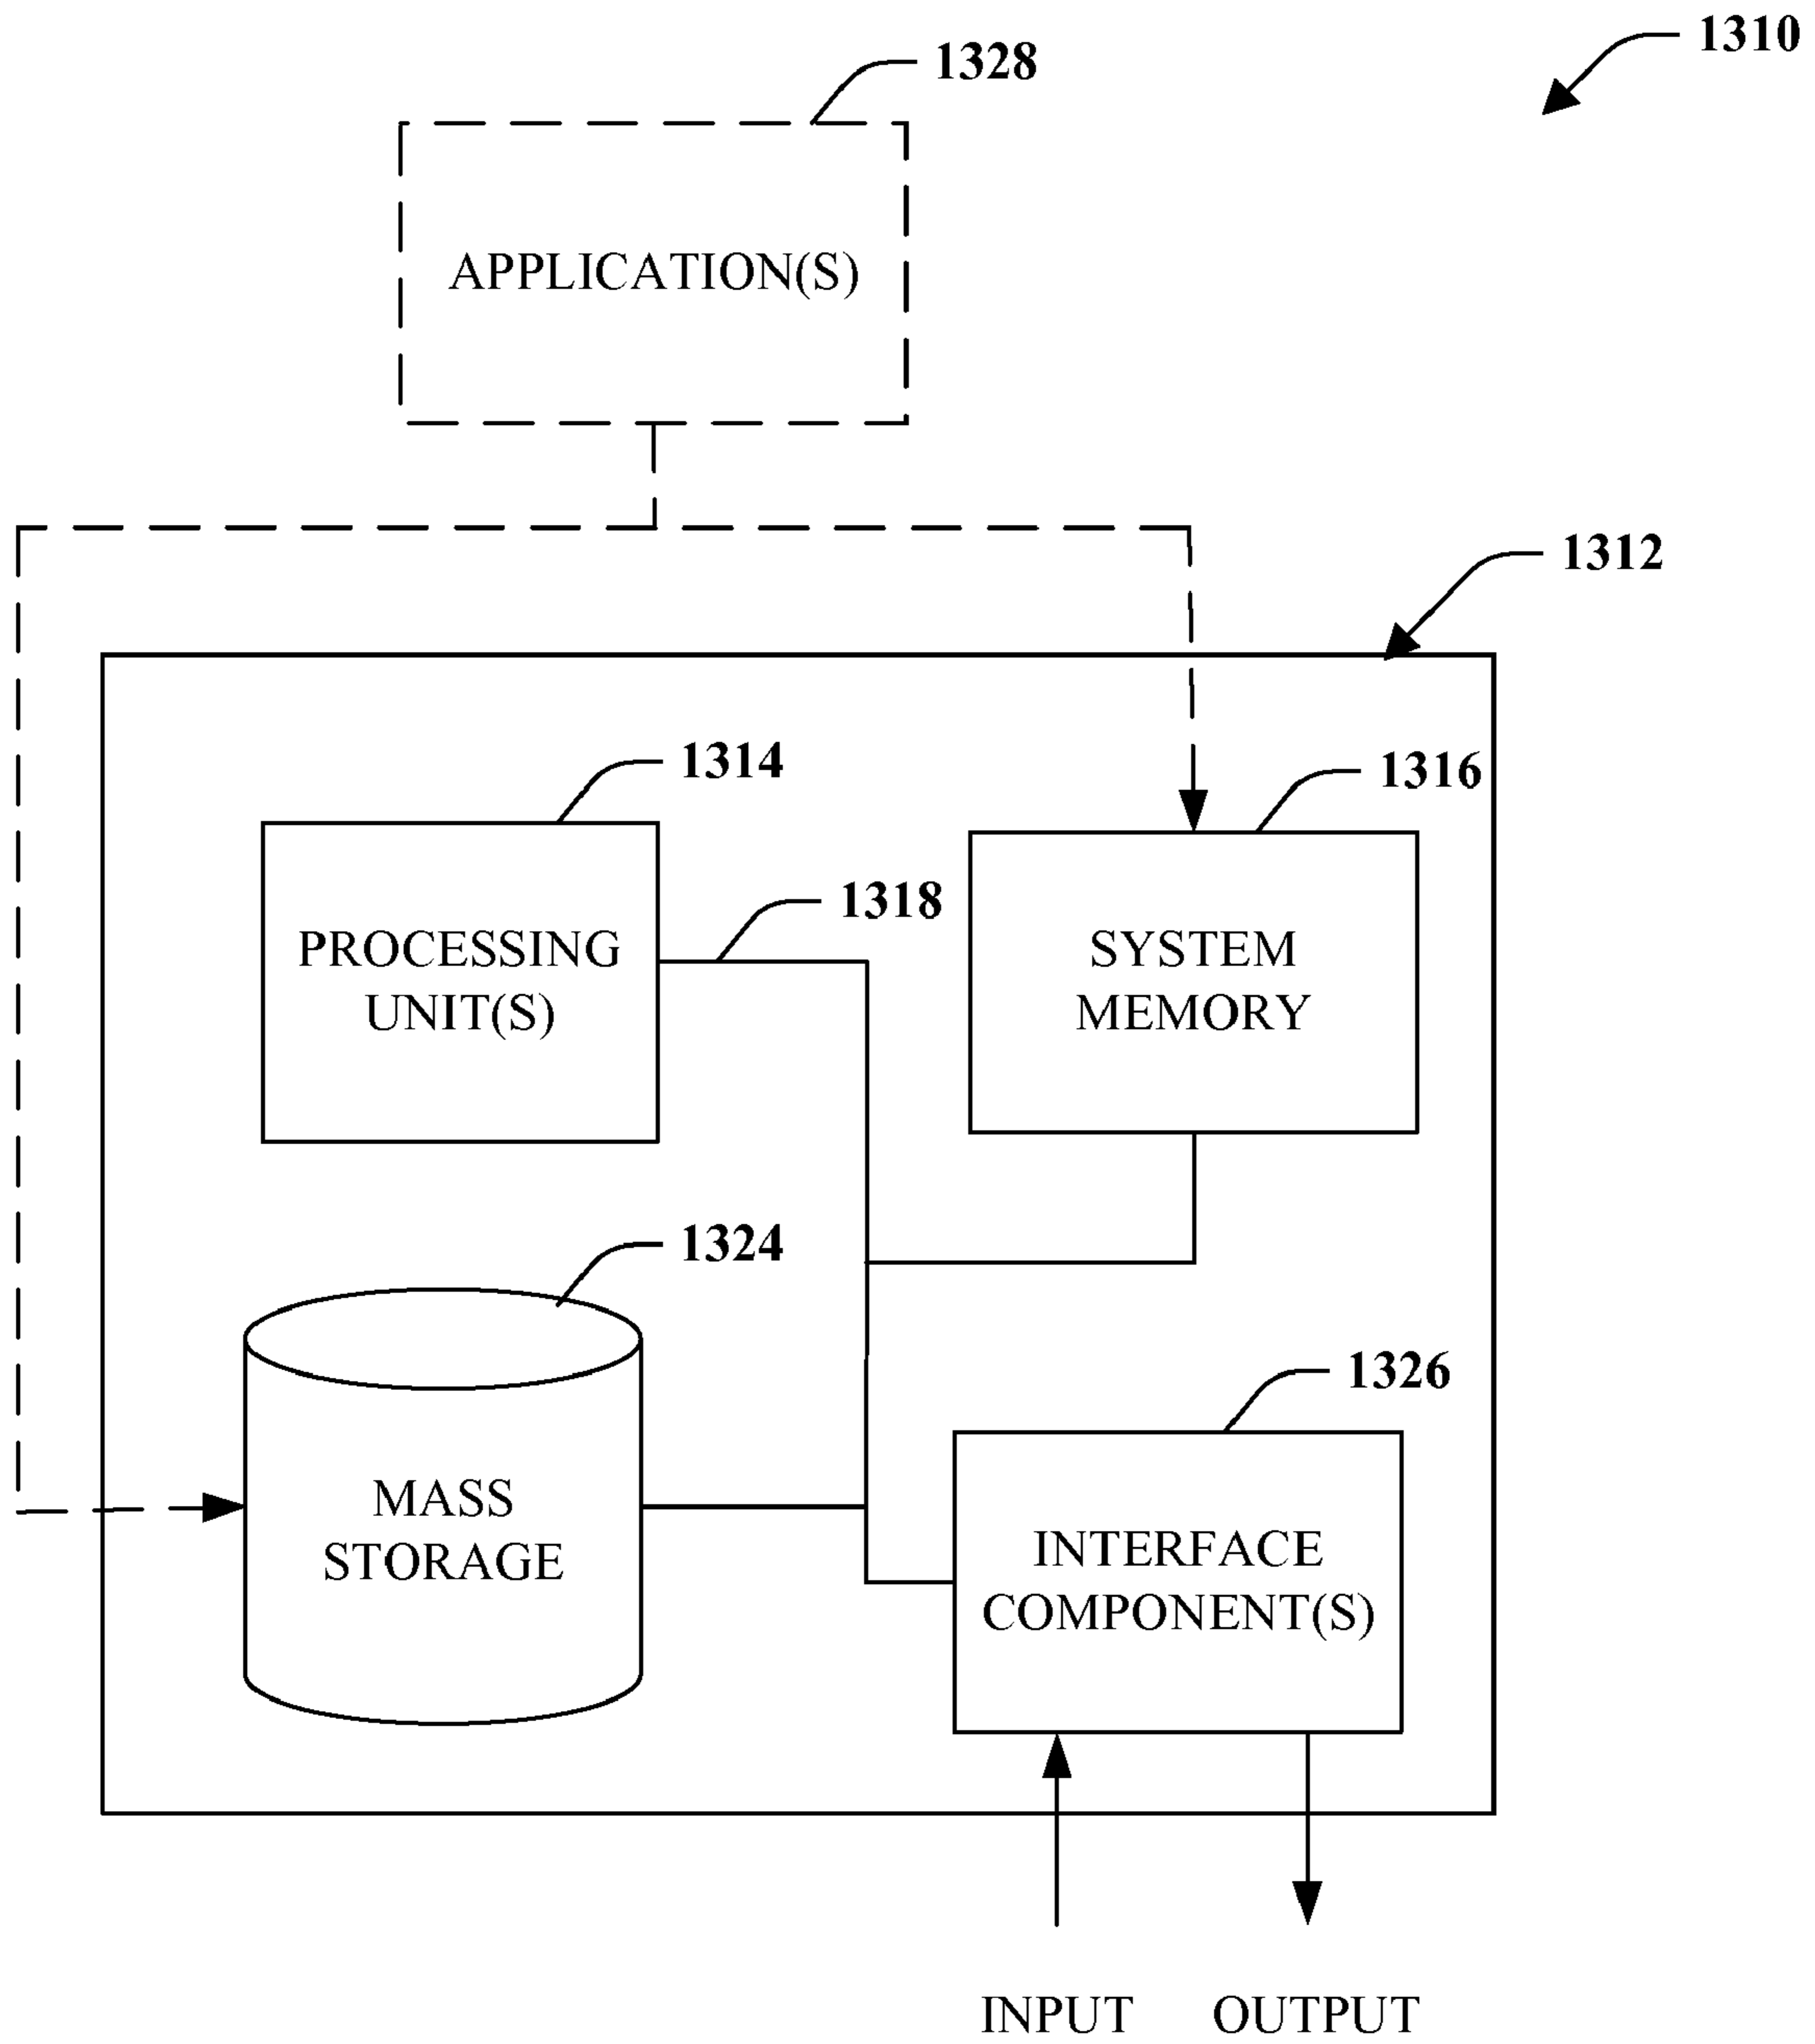 1310
1328
APPLICATION(S)
1312
1314
1316
1318
PROCESSING
UNIT(S)
SYSTEM
MEMORY
1324
1326
MASS
STORAGE
INTERFACE
COMPONENT(S)
INPUT
OUTPUT